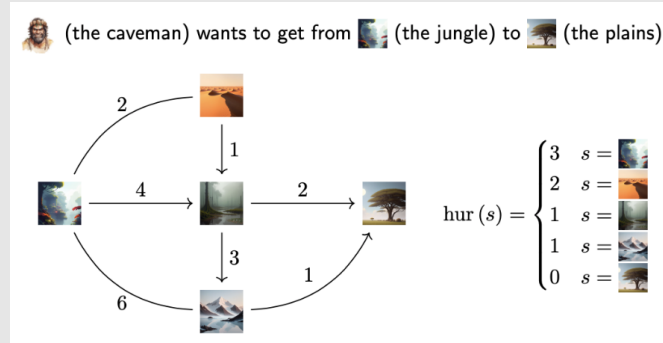 (the caveman) wants to get from (the jungle) to (the plains)
2
1
4
2
3
1
6
hur (s) =
3 s =
2 s =
1 s =
1 s =
0 s =